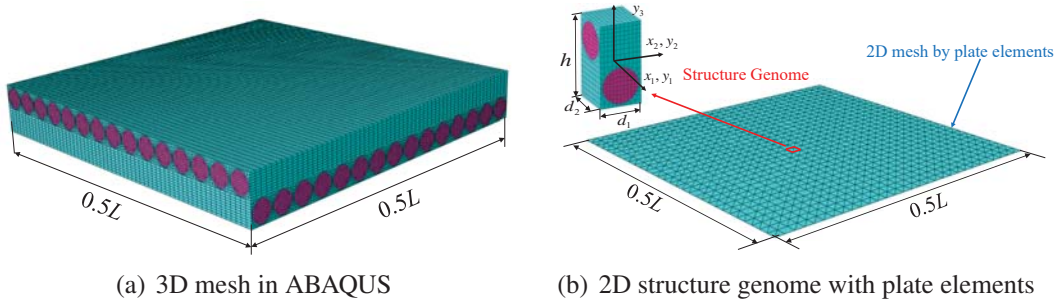 0.5L
0.5L
(a) 3D mesh in ABAQUS
y₃
x₂, y₂
x₁, y₁
h
d₂
d₁
Structure Genome
2D mesh by plate elements
0.5L
0.5L
(b) 2D structure genome with plate elements